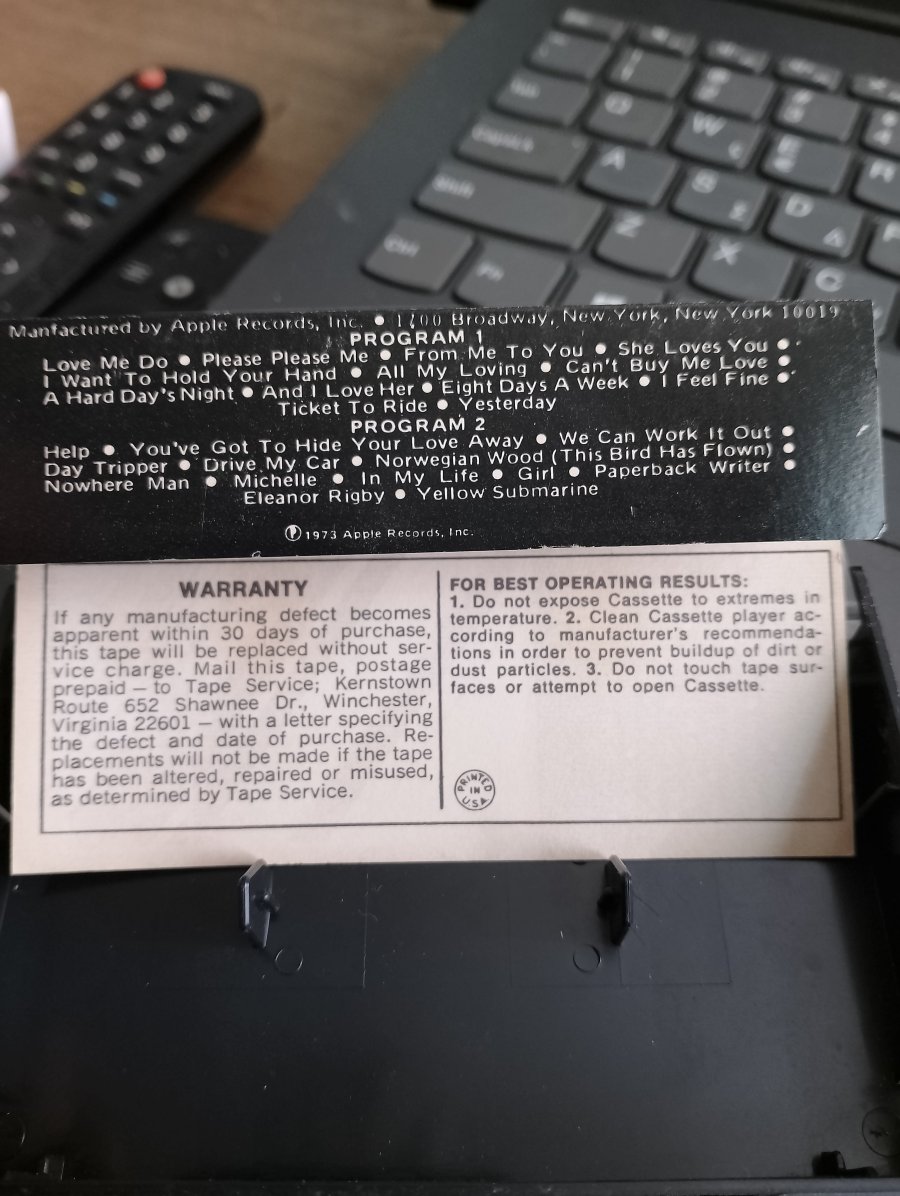 Manfactured by Apple Records, Inc. ● 1700 Broadway, New York, New York 10019
PROGRAM 1
Love Me Do ● Please Please Me ● From Me To You ● She Loves You ●
I Want To Hold Your Hand ● All My Loving ● Can't Buy Me Love ●
A Hard Day's Night ● And I Love Her ● Eight Days A Week ● I Feel Fine ●
Ticket To Ride ● Yesterday
PROGRAM 2
Help ● You've Got To Hide Your Love Away ● We Can Work It Out ●
Day Tripper ● Drive My Car ● Norwegian Wood (This Bird Has Flown) ●
Nowhere Man ● Michelle ● In My Life ● Girl ● Paperback Writer ●
Eleanor Rigby ● Yellow Submarine
Ⓟ 1973 Apple Records, Inc.
WARRANTY
If any manufacturing defect becomes
apparent within 30 days of purchase,
this tape will be replaced without ser-
vice charge. Mail this tape, postage
prepaid — to Tape Service; Kernstown
Route 652 Shawnee Dr., Winchester,
Virginia 22601 — with a letter specifying
the defect and date of purchase. Re-
placements will not be made if the tape
has been altered, repaired or misused,
as determined by Tape Service.
FOR BEST OPERATING RESULTS:
1. Do not expose Cassette to extremes in
temperature. 2. Clean Cassette player ac-
cording to manufacturer's recommenda-
tions in order to prevent buildup of dirt or
dust particles. 3. Do not touch tape sur-
faces or attempt to open Cassette.
PRINTED
IN
U.S.A.
Q W E R
A S D F
Shift Z X C
Ctrl Fn